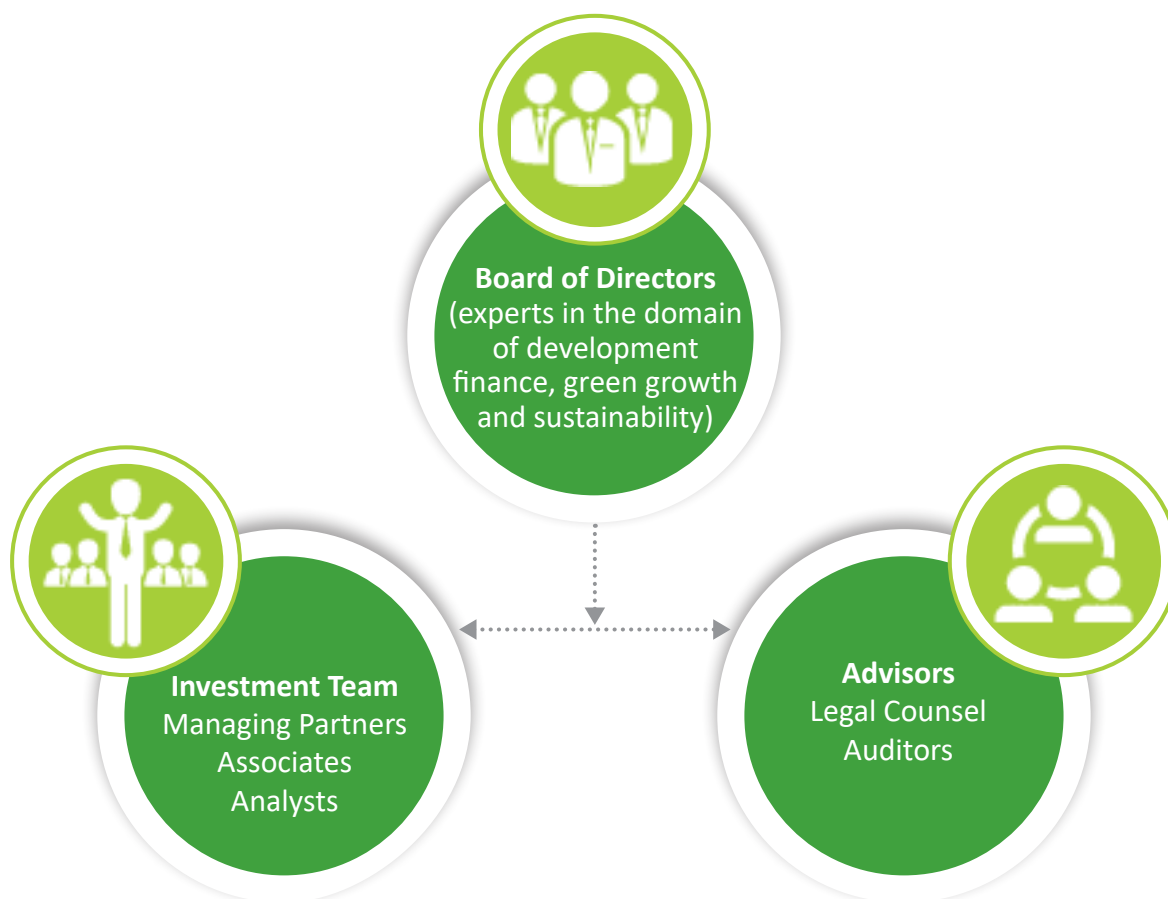 Board of Directors
(experts in the domain
of development
finance, green growth
and sustainability)
Investment Team
Managing Partners
Associates
Analysts
Advisors
Legal Counsel
Auditors